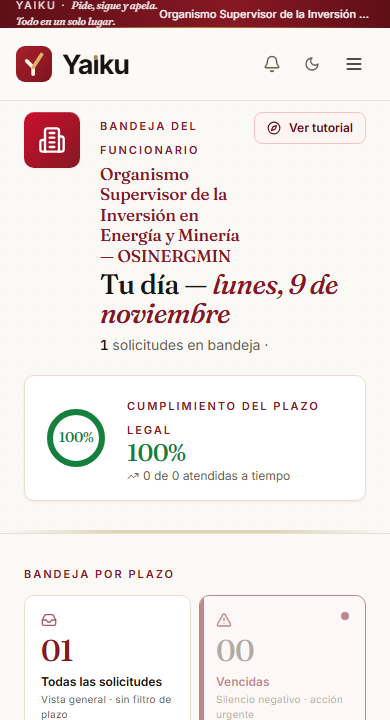 YAIKU · Pide, sigue y apela.
Todo en un solo lugar.
Organismo Supervisor de la Inversión ...
Yaiku
BANDEJA DEL
FUNCIONARIO
Ver tutorial
Organismo
Supervisor de la
Inversión en
Energía y Minería
— OSINERGMIN
Tu día — lunes, 9 de
noviembre
1 solicitudes en bandeja ·
100%
CUMPLIMIENTO DEL PLAZO
LEGAL
100%
0 de 0 atendidas a tiempo
BANDEJA POR PLAZO
01
Todas las solicitudes
Vista general · sin filtro de
plazo
00
Vencidas
Silencio negativo · acción
urgente